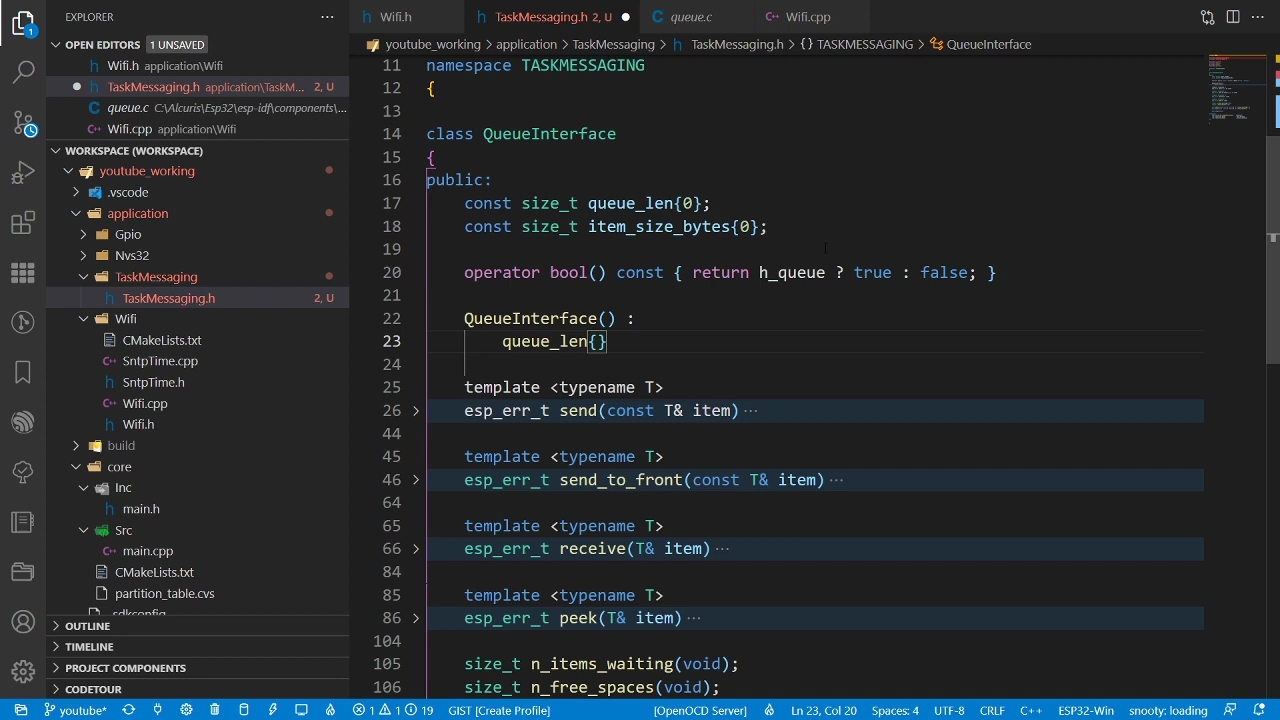 EXPLORER
Wifi.h
TaskMessaging.h 2, U
queue.c
Wifi.cpp
OPEN EDITORS 1 UNSAVED
youtube_working > application > TaskMessaging > TaskMessaging.h > {} TASKMESSAGING > QueueInterface
Wifi.h application\Wifi
TaskMessaging.h application\TaskM... 2, U
queue.c C:\Alcuris\Esp32\esp-idf\components\...
Wifi.cpp application\Wifi
WORKSPACE (WORKSPACE)
youtube_working
.vscode
application
Gpio
Nvs32
TaskMessaging
TaskMessaging.h 2, U
Wifi
CMakeLists.txt
SntpTime.cpp
SntpTime.h
Wifi.cpp
Wifi.h
build
core
Inc
main.h
Src
main.cpp
CMakeLists.txt
partition_table.cvs
sdkconfig
OUTLINE
TIMELINE
PROJECT COMPONENTS
CODETOUR
11 namespace TASKMESSAGING
12 {
13
14 class QueueInterface
15 {
16 public:
17 const size_t queue_len{0};
18 const size_t item_size_bytes{0};
19
20 operator bool() const { return h_queue ? true : false; }
21
22 QueueInterface() :
23 queue_len{}
24
25 template <typename T>
26 esp_err_t send(const T& item) ...
44
45 template <typename T>
46 esp_err_t send_to_front(const T& item) ...
64
65 template <typename T>
66 esp_err_t receive(T& item) ...
84
85 template <typename T>
86 esp_err_t peek(T& item) ...
104
105 size_t n_items_waiting(void);
106 size_t n_free_spaces(void);
youtube* 1 1 19 GIST [Create Profile] [OpenOCD Server] Ln 23, Col 20 Spaces: 4 UTF-8 CRLF C++ ESP32-Win snooty: loading